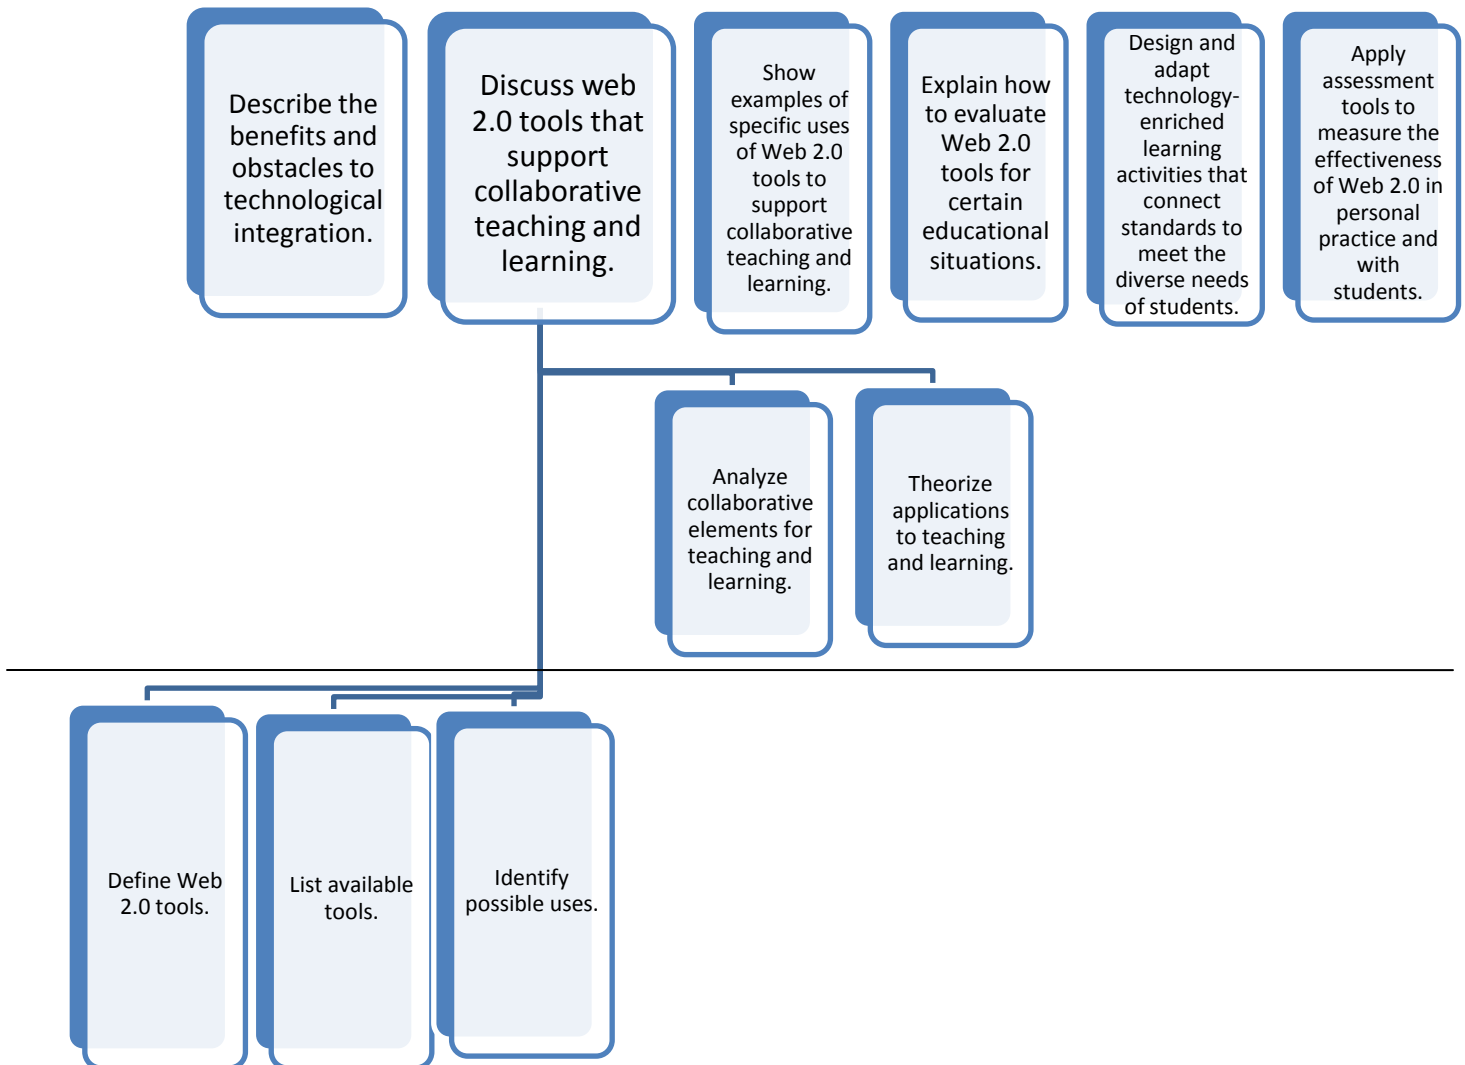 Describe the
benefits and
obstacles to
technological
integration.
Discuss web
2.0 tools that
support
collaborative
teaching and
learning.
Show
examples of
specific uses
of Web 2.0
tools to
support
collaborative
teaching and
learning.
Explain how
to evaluate
Web 2.0
tools for
certain
educational
situations.
Design and
adapt
technology-
enriched
learning
activities that
connect
standards to
meet the
diverse needs
of students.
Apply
assessment
tools to
measure the
effectiveness
of Web 2.0 in
personal
practice and
with
students.
Analyze
collaborative
elements for
teaching and
learning.
Theorize
applications
to teaching
and learning.
Define Web
2.0 tools.
List available
tools.
Identify
possible uses.